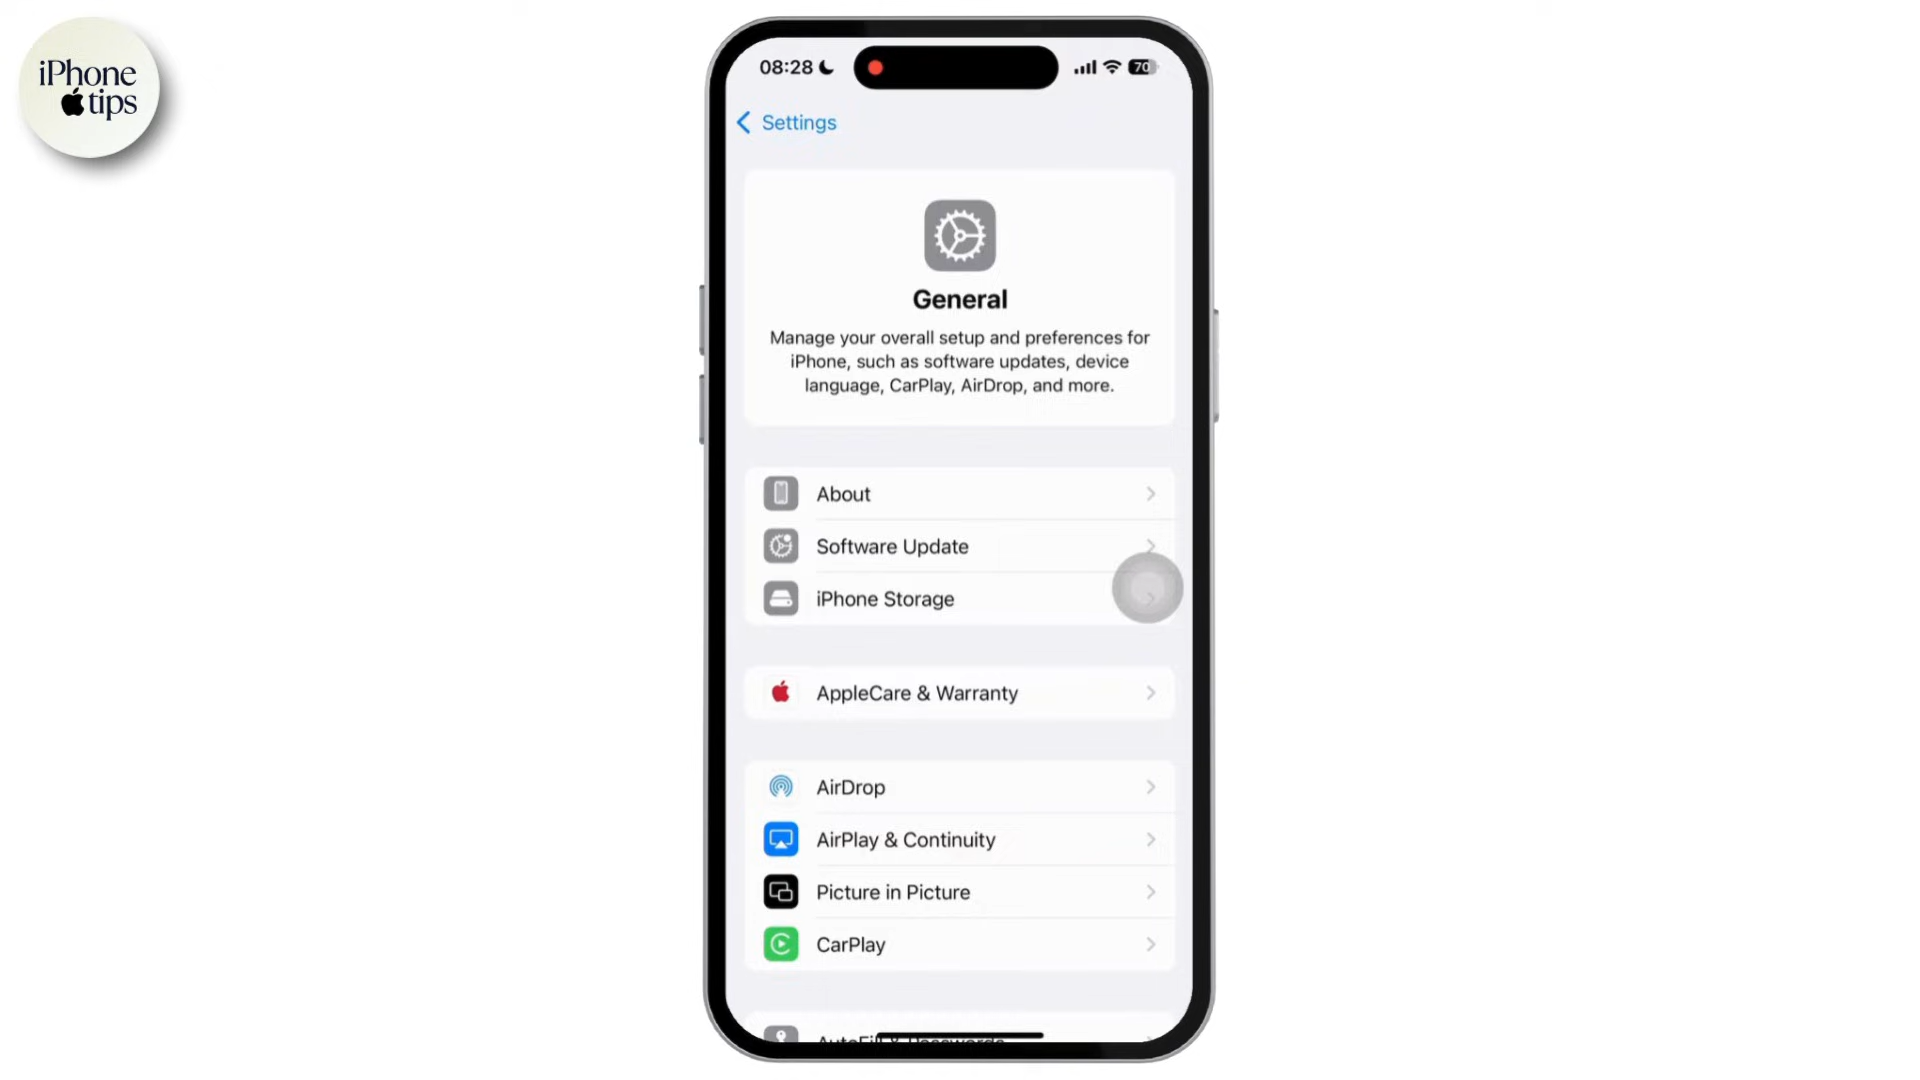 iPhone
tips
08:28
70
Settings
General
Manage your overall setup and preferences for
iPhone, such as software updates, device
language, CarPlay, AirDrop, and more.
About
Software Update
iPhone Storage
AppleCare & Warranty
AirDrop
AirPlay & Continuity
Picture in Picture
CarPlay
AutoFill & Passwords